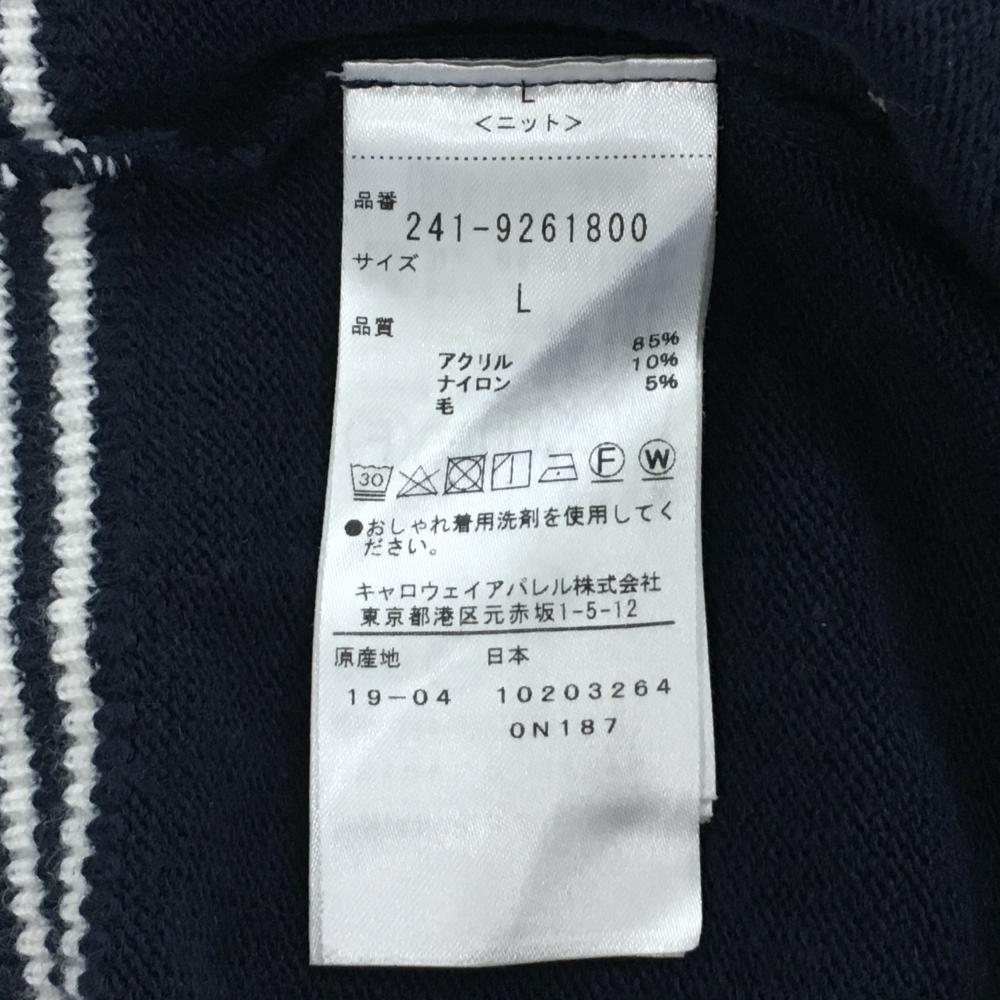 L
<ニット>
品番
241-9261800
サイズ
L
品質
85%
アクリル 10%
ナイロン 5%
毛
30 F W
●おしゃれ着用洗剤を使用してく
ださい。
キャロウェイアパレル株式会社
東京都港区元赤坂1-5-12
原産地 日本
19-04 10203264
0N187